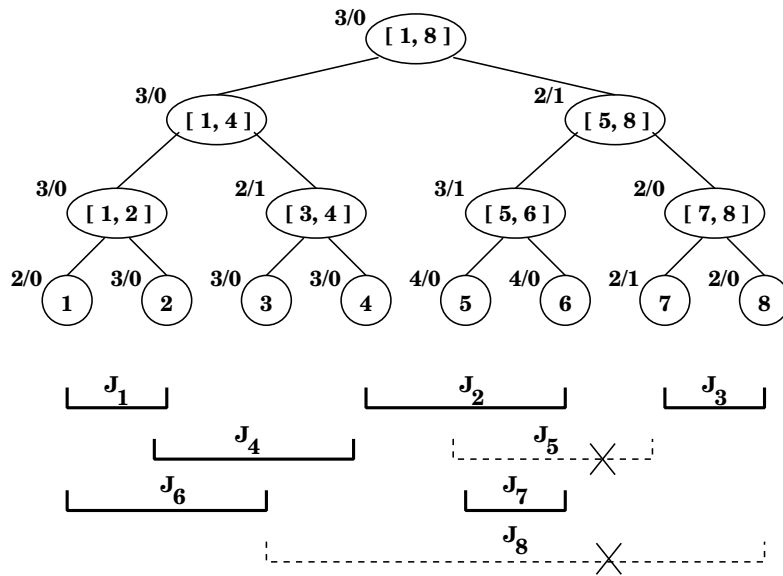 3/0 [ 1, 8 ]
3/0 [ 1, 4 ] 2/1 [ 5, 8 ]
3/0 [ 1, 2 ] 2/1 [ 3, 4 ] 3/1 [ 5, 6 ] 2/0 [ 7, 8 ]
2/0 1 3/0 2 3/0 3 3/0 4 4/0 5 4/0 6 2/1 7 2/0 8
J1 J2 J3
J4 J5
J6 J7
J8